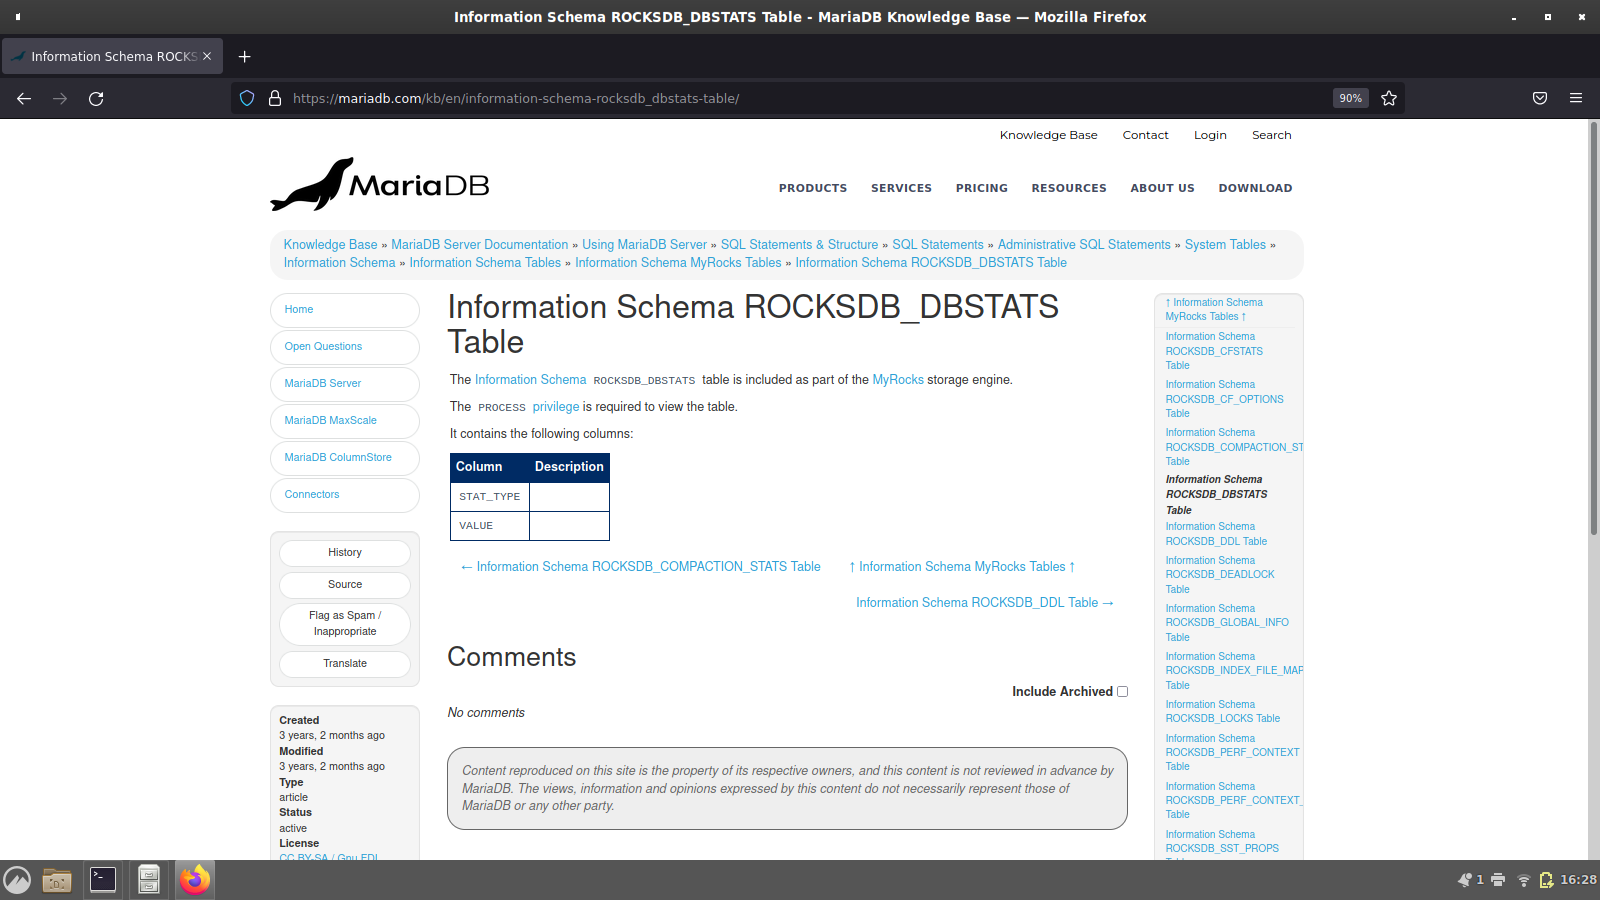 Information Schema ROCKSDB_DBSTATS Table - MariaDB Knowledge Base — Mozilla Firefox
Information Schema ROCKS
https://mariadb.com/kb/en/information-schema-rocksdb_dbstats-table/
90%
Knowledge Base Contact Login Search
MariaDB
PRODUCTS SERVICES PRICING RESOURCES ABOUT US DOWNLOAD
Knowledge Base » MariaDB Server Documentation » Using MariaDB Server » SQL Statements & Structure » SQL Statements » Administrative SQL Statements » System Tables »
Information Schema » Information Schema Tables » Information Schema MyRocks Tables » Information Schema ROCKSDB_DBSTATS Table
Home
Open Questions
MariaDB Server
MariaDB MaxScale
MariaDB ColumnStore
Connectors
History
Source
Flag as Spam /
Inappropriate
Translate
Created
3 years, 2 months ago
Modified
3 years, 2 months ago
Type
article
Status
active
License
CC BY-SA / Gnu FDL
Information Schema ROCKSDB_DBSTATS
Table
The Information Schema ROCKSDB_DBSTATS table is included as part of the MyRocks storage engine.
The PROCESS privilege is required to view the table.
It contains the following columns:
Column Description
STAT_TYPE
VALUE
← Information Schema ROCKSDB_COMPACTION_STATS Table ↑ Information Schema MyRocks Tables ↑
Information Schema ROCKSDB_DDL Table →
Comments
Include Archived
No comments
Content reproduced on this site is the property of its respective owners, and this content is not reviewed in advance by
MariaDB. The views, information and opinions expressed by this content do not necessarily represent those of
MariaDB or any other party.
↑ Information Schema
MyRocks Tables ↑
Information Schema
ROCKSDB_CFSTATS
Table
Information Schema
ROCKSDB_CF_OPTIONS
Table
Information Schema
ROCKSDB_COMPACTION_ST
Table
Information Schema
ROCKSDB_DBSTATS
Table
Information Schema
ROCKSDB_DDL Table
Information Schema
ROCKSDB_DEADLOCK
Table
Information Schema
ROCKSDB_GLOBAL_INFO
Table
Information Schema
ROCKSDB_INDEX_FILE_MAP
Table
Information Schema
ROCKSDB_LOCKS Table
Information Schema
ROCKSDB_PERF_CONTEXT
Table
Information Schema
ROCKSDB_PERF_CONTEXT_
Table
Information Schema
ROCKSDB_SST_PROPS
1
16:28